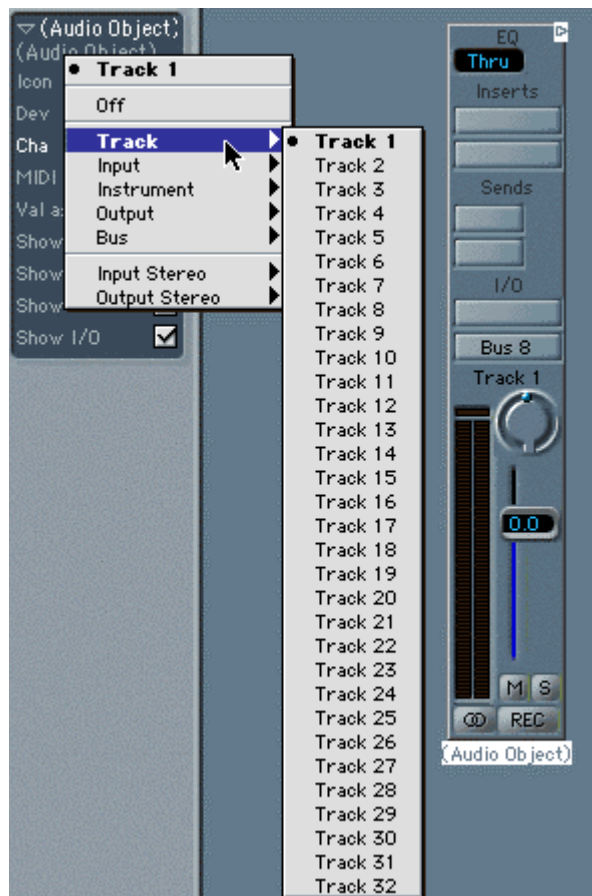 (Audio Object)
(Audio Object)
Icon
Dev
Cha
MIDI
Val as
Show
Show
Show
Show I/O
Track 1
Off
Track
Input
Instrument
Output
Bus
Input Stereo
Output Stereo
Track 1
Track 2
Track 3
Track 4
Track 5
Track 6
Track 7
Track 8
Track 9
Track 10
Track 11
Track 12
Track 13
Track 14
Track 15
Track 16
Track 17
Track 18
Track 19
Track 20
Track 21
Track 22
Track 23
Track 24
Track 25
Track 26
Track 27
Track 28
Track 29
Track 30
Track 31
Track 32
EQ
Thru
Inserts
Sends
I/O
Bus 8
Track 1
0.0
M S
REC
(Audio Object)